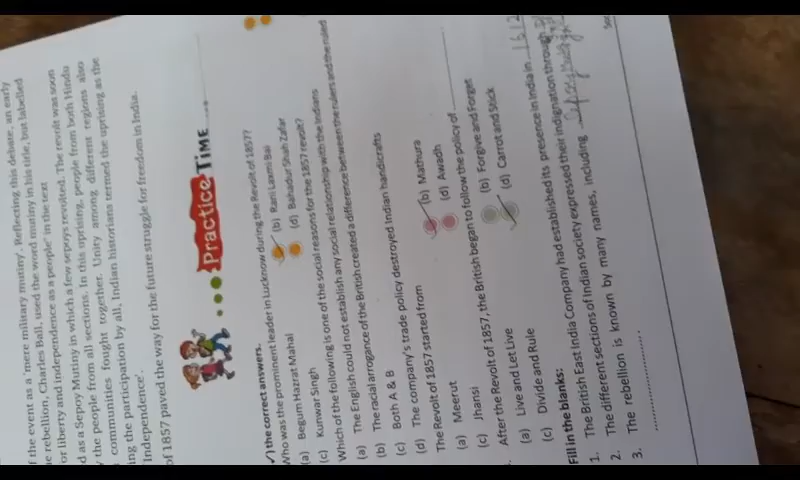 f the event as a 'mere military mutiny'. Reflecting this debate, an early
e rebellion, Charles Ball, used the word mutiny in his title, but labelled
or liberty and independence as a people' in the text
d as a Sepoy Mutiny in which a few sepoys revolted. The revolt was soon
the people from all sections. In this uprising, people from both Hindu
communities fought together. Unity among different regions also
ing the participation by all, Indian historians termed the uprising as the
Independence'.
of 1857 paved the way for the future struggle for freedom in India.
Practice TIME
✓) the correct answers.
Who was the prominent leader in Lucknow during the Revolt of 1857?
(a) Begum Hazrat Mahal (b) Rani Laxmi Bai
(c) Kunwar Singh (d) Bahadur Shah Zafar
Which of the following is one of the social reasons for the 1857 revolt?
(a) The English could not establish any social relationship with the Indians
(b) The racial arrogance of the British created a difference between the rulers and the ruled
(c) Both A & B
(d) The company's trade policy destroyed Indian handicrafts
The Revolt of 1857 started from
(a) Meerut (b) Mathura
(c) Jhansi (d) Awadh
After the Revolt of 1857, the British began to follow the policy of
(a) Live and Let Live (b) Forgive and Forget
(c) Divide and Rule (d) Carrot and Stick
Fill in the blanks:
1. The British East India Company had established its presence in India in 1612
2. The different sections of Indian society expressed their indignation through
3. The rebellion is known by many names, including
Soc